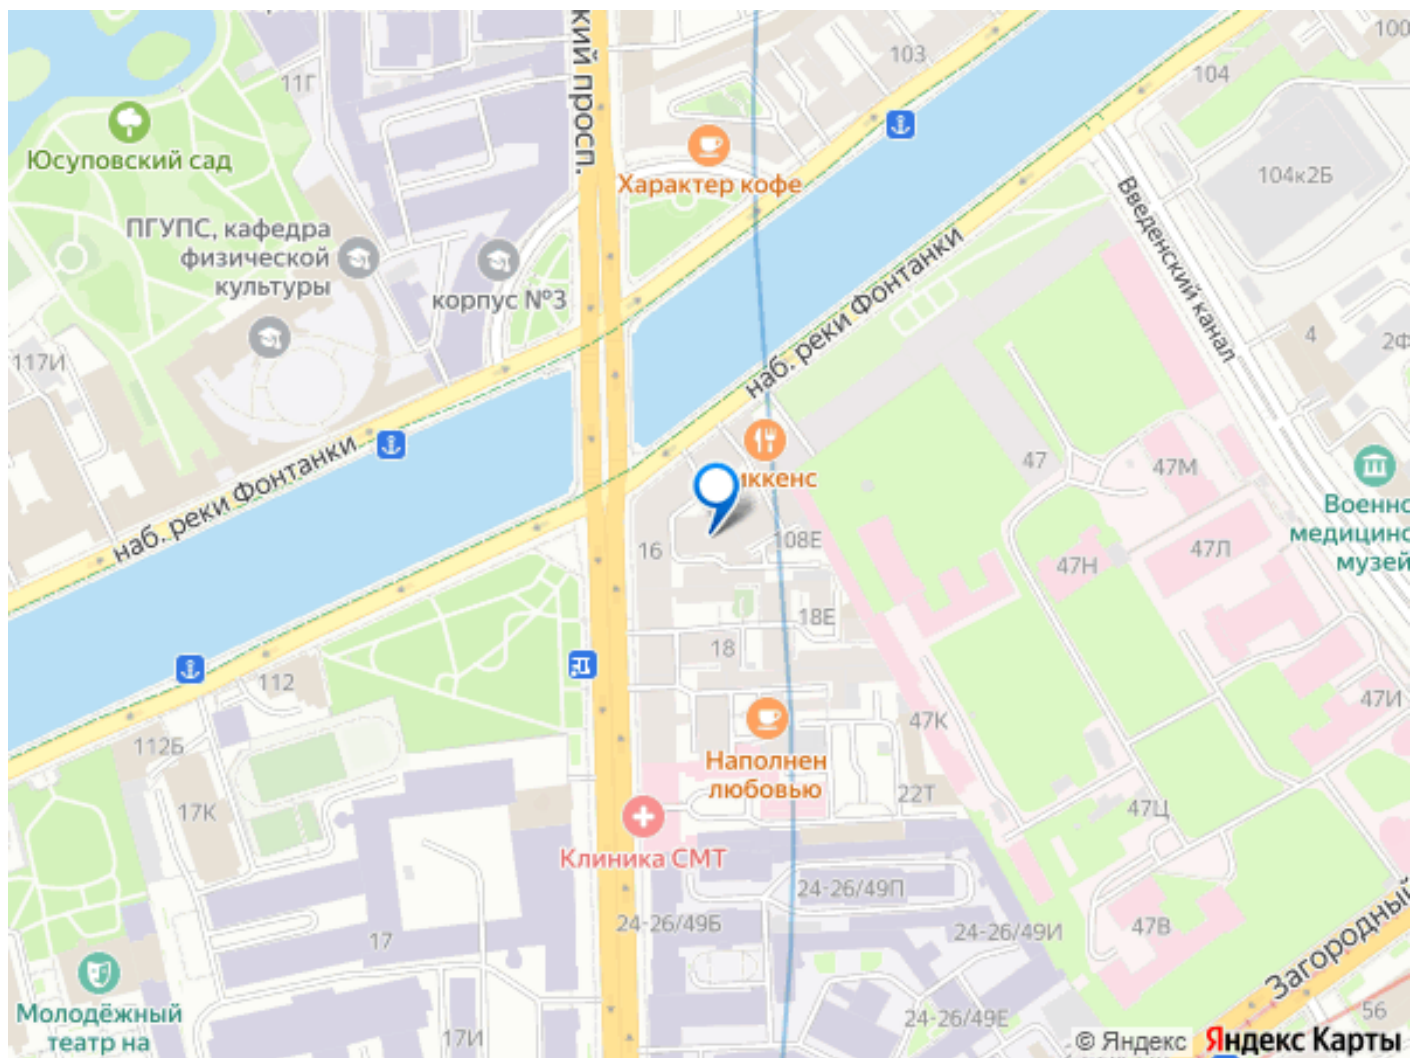 кий просп.
11Г
103
100
104
Юсуповский сад
Характер кофе
104к2Б
Введенский канал
ПГУПС, кафедра
физической
культуры
корпус №3
наб. реки Фонтанки
4
2Ф
117И
наб. реки Фонтанки
иккенс
47
47М
Военно
медицинс
музей
16
108Е
47Н
47Л
18Е
18
112
112Б
47К
47И
Наполнен
любовью
22Т
17К
47Ц
Клиника СМТ
24-26/49П
24-26/49Б
24-26/49И
47В
17
Загородный
Молодёжный
театр на
17И
24-26/49Е
56
© Яндекс Яндекс Карты